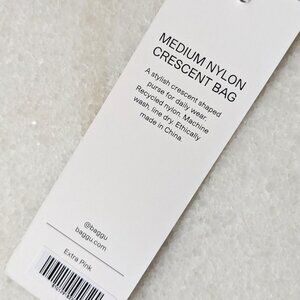 MEDIUM NYLON
CRESCENT BAG
A stylish crescent shaped
purse for daily wear.
Recycled nylon. Machine
wash, line dry. Ethically
made in China.
@baggu
baggu.com
Extra Pink